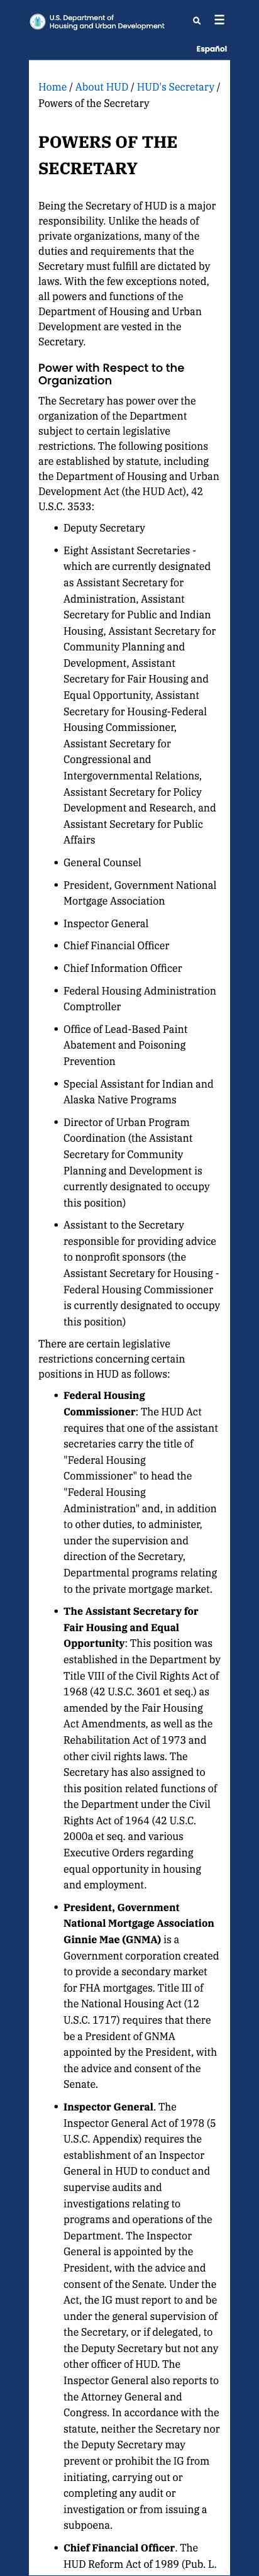 U.S. Department of
Housing and Urban Development
Español
Home / About HUD / HUD's Secretary /
Powers of the Secretary
POWERS OF THE
SECRETARY
Being the Secretary of HUD is a major
responsibility. Unlike the heads of
private organizations, many of the
duties and requirements that the
Secretary must fulfill are dictated by
laws. With the few exceptions noted,
all powers and functions of the
Department of Housing and Urban
Development are vested in the
Secretary.
Power with Respect to the
Organization
The Secretary has power over the
organization of the Department
subject to certain legislative
restrictions. The following positions
are established by statute, including
the Department of Housing and Urban
Development Act (the HUD Act), 42
U.S.C. 3533:
• Deputy Secretary
• Eight Assistant Secretaries -
which are currently designated
as Assistant Secretary for
Administration, Assistant
Secretary for Public and Indian
Housing, Assistant Secretary for
Community Planning and
Development, Assistant
Secretary for Fair Housing and
Equal Opportunity, Assistant
Secretary for Housing-Federal
Housing Commissioner,
Assistant Secretary for
Congressional and
Intergovernmental Relations,
Assistant Secretary for Policy
Development and Research, and
Assistant Secretary for Public
Affairs
• General Counsel
• President, Government National
Mortgage Association
• Inspector General
• Chief Financial Officer
• Chief Information Officer
• Federal Housing Administration
Comptroller
• Office of Lead-Based Paint
Abatement and Poisoning
Prevention
• Special Assistant for Indian and
Alaska Native Programs
• Director of Urban Program
Coordination (the Assistant
Secretary for Community
Planning and Development is
currently designated to occupy
this position)
• Assistant to the Secretary
responsible for providing advice
to nonprofit sponsors (the
Assistant Secretary for Housing -
Federal Housing Commissioner
is currently designated to occupy
this position)
There are certain legislative
restrictions concerning certain
positions in HUD as follows:
• Federal Housing
Commissioner: The HUD Act
requires that one of the assistant
secretaries carry the title of
"Federal Housing
Commissioner" to head the
"Federal Housing
Administration" and, in addition
to other duties, to administer,
under the supervision and
direction of the Secretary,
Departmental programs relating
to the private mortgage market.
• The Assistant Secretary for
Fair Housing and Equal
Opportunity: This position was
established in the Department by
Title VIII of the Civil Rights Act of
1968 (42 U.S.C. 3601 et seq.) as
amended by the Fair Housing
Act Amendments, as well as the
Rehabilitation Act of 1973 and
other civil rights laws. The
Secretary has also assigned to
this position related functions of
the Department under the Civil
Rights Act of 1964 (42 U.S.C.
2000a et seq. and various
Executive Orders regarding
equal opportunity in housing
and employment.
• President, Government
National Mortgage Association
Ginnie Mae (GNMA) is a
Government corporation created
to provide a secondary market
for FHA mortgages. Title III of
the National Housing Act (12
U.S.C. 1717) requires that there
be a President of GNMA
appointed by the President, with
the advice and consent of the
Senate.
• Inspector General. The
Inspector General Act of 1978 (5
U.S.C. Appendix) requires the
establishment of an Inspector
General in HUD to conduct and
supervise audits and
investigations relating to
programs and operations of the
Department. The Inspector
General is appointed by the
President, with the advice and
consent of the Senate. Under the
Act, the IG must report to and be
under the general supervision of
the Secretary, or if delegated, to
the Deputy Secretary but not any
other officer of HUD. The
Inspector General also reports to
the Attorney General and
Congress. In accordance with the
statute, neither the Secretary nor
the Deputy Secretary may
prevent or prohibit the IG from
initiating, carrying out or
completing any audit or
investigation or from issuing a
subpoena.
• Chief Financial Officer. The
HUD Reform Act of 1989 (Pub. L.